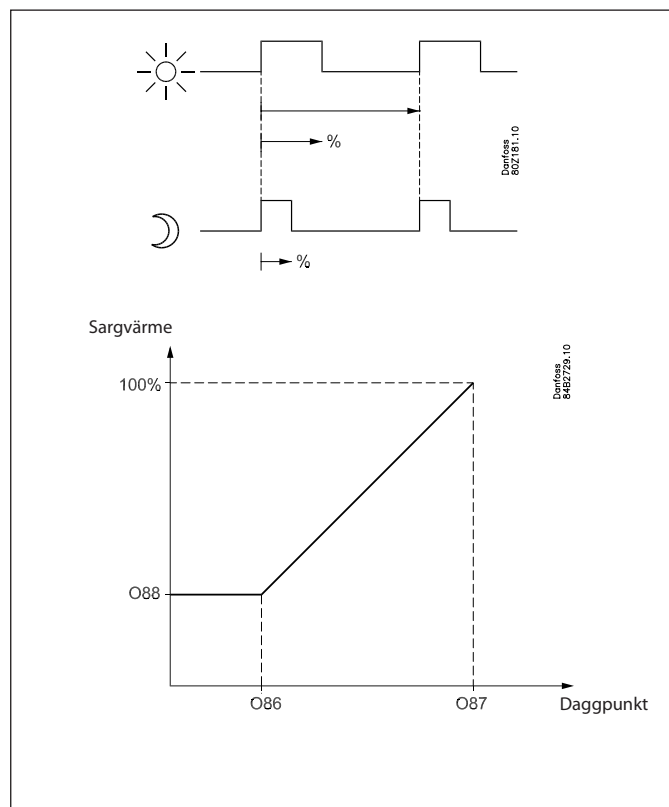 %
Danfoss
80Z181.10
%
Sargvärme
100%
Danfoss
84B2729.10
O88
O86
O87
Daggpunkt